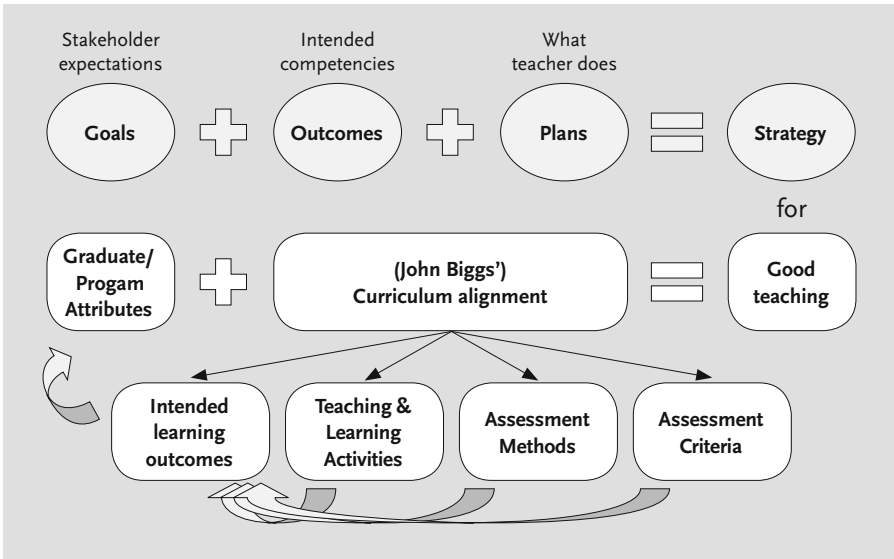 Stakeholder
expectations
Intended
competencies
What
teacher does
Goals
Outcomes
Plans
Strategy
for
Graduate/
Progam
Attributes
(John Biggs’)
Curriculum alignment
Good
teaching
Intended
learning
outcomes
Teaching &
Learning
Activities
Assessment
Methods
Assessment
Criteria